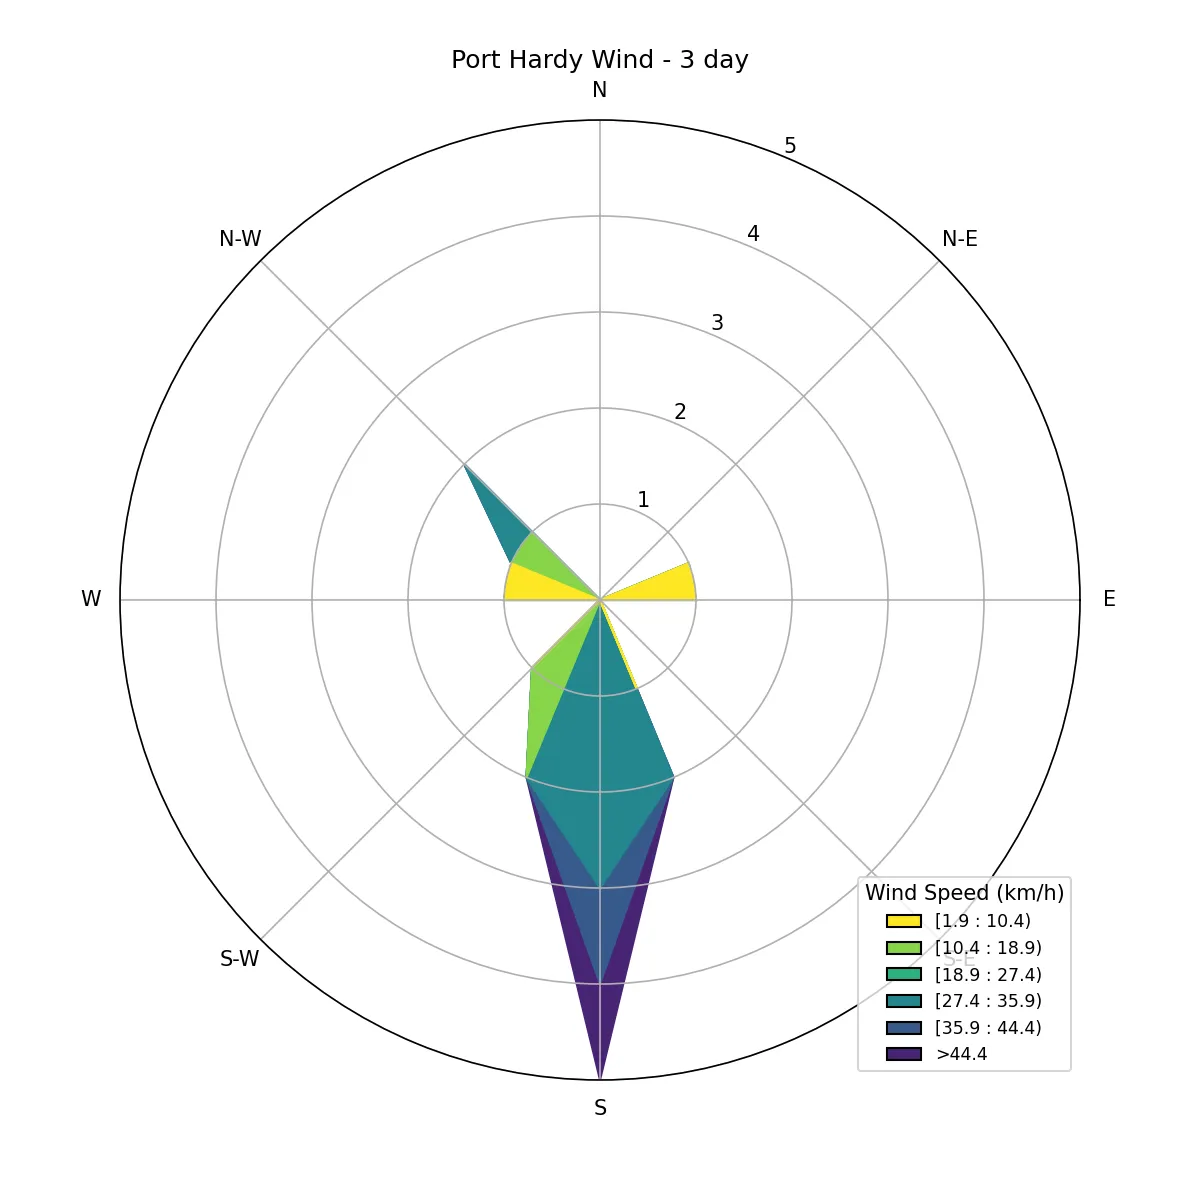 Port Hardy Wind - 3 day
N
5
4
N-W
N-E
3
2
1
W
E
Wind Speed (km/h)
[1.9 : 10.4)
[10.4 : 18.9)
S-W
S-E
[18.9 : 27.4)
[27.4 : 35.9)
[35.9 : 44.4)
>44.4
S